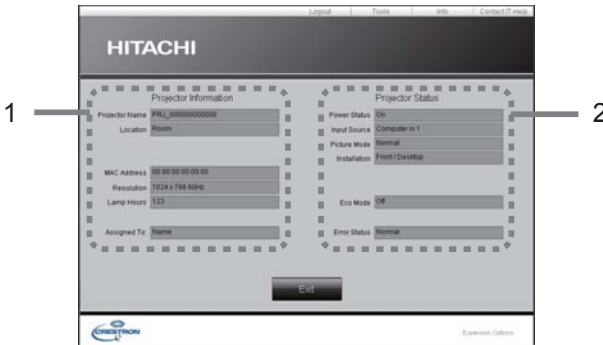 Logout Tools Info Contact IT Help
HITACHI
1
2
Projector Information
Projector Name PRJ_000000000000
Location Room
MAC Address 00:00:00:00:00:00
Resolution 1024 x 768 60Hz
Lamp Hours 123
Assigned To: Name
Projector Status
Power Status On
Input Source Computer in 1
Picture Mode Normal
Installation Front / Desktop
Eco Mode Off
Error Status Normal
Exit
CRESTRON
Expansion Options